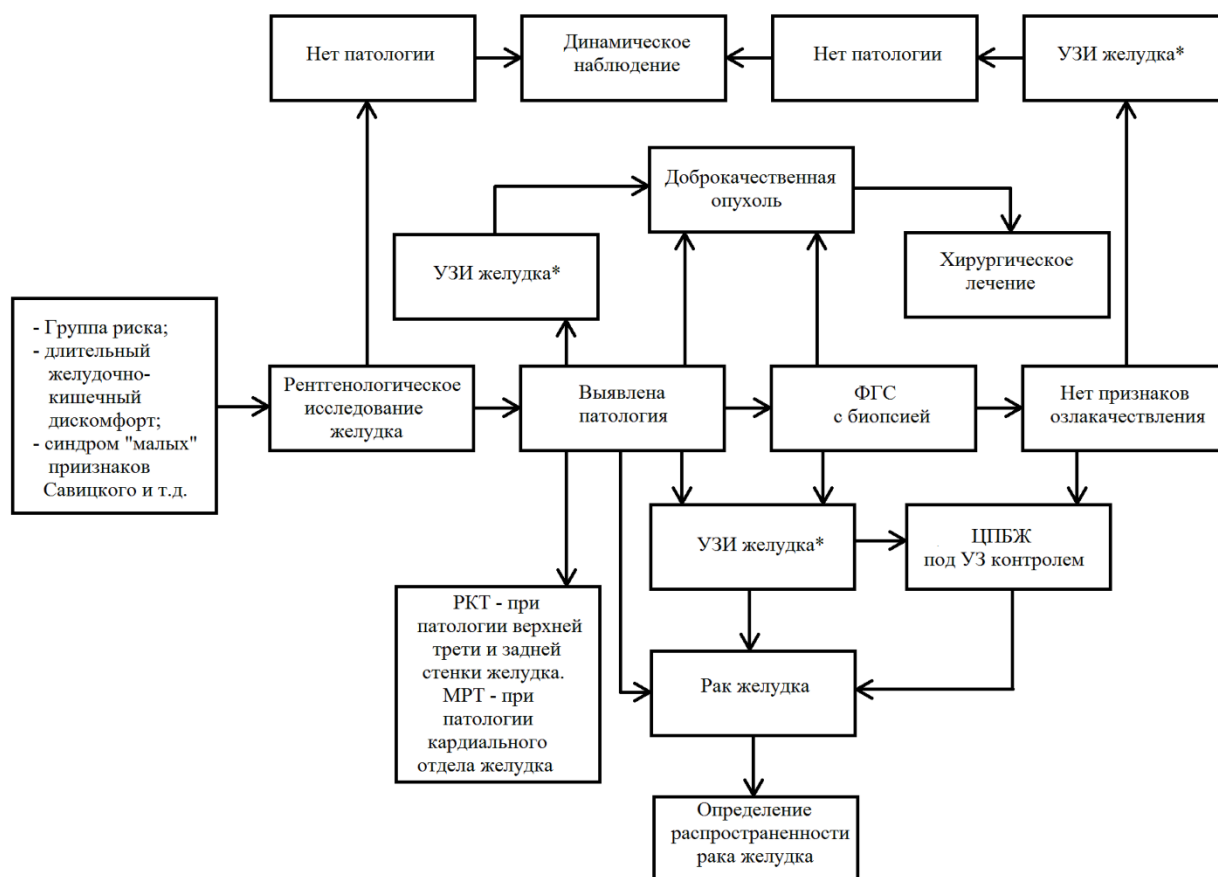 Нет патологии
Динамическое
наблюдение
Нет патологии
УЗИ желудка*
Доброкачественная
опухоль
УЗИ желудка*
Хирургическое
лечение
- Группа риска;
- длительный
желудочно-
кишечный
дискомфорт;
- синдром "малых"
приизнаков
Савицкого и т.д.
Рентгенологическое
исследование
желудка
Выявлена
патология
ФГС
с биопсией
Нет признаков
озлакачествления
УЗИ желудка*
ЦПБЖ
под УЗ контролем
РКТ - при
патологии верхней
трети и задней
стенки желудка.
МРТ - при
патологии
кардиального
отдела желудка
Рак желудка
Определение
распространенности
рака желудка